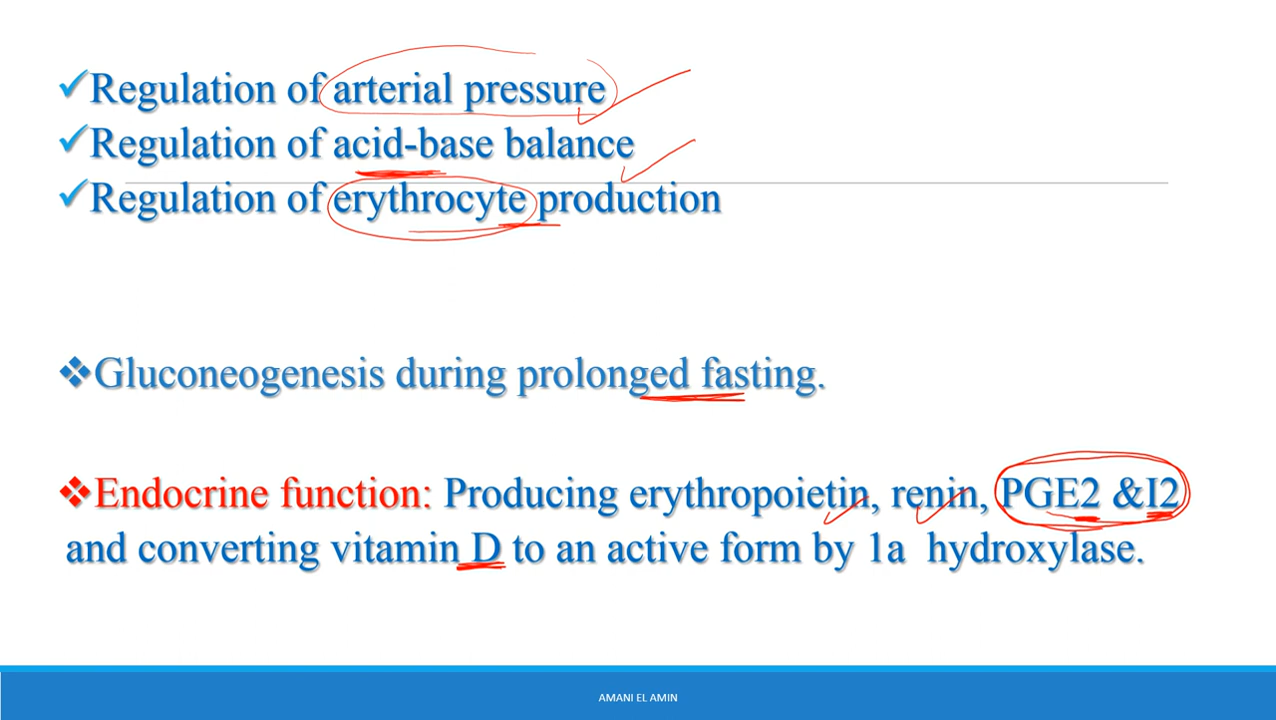 Regulation of arterial pressure
Regulation of acid-base balance
Regulation of erythrocyte production
Gluconeogenesis during prolonged fasting.
Endocrine function: Producing erythropoietin, renin, PGE2 &I2
and converting vitamin D to an active form by 1a hydroxylase.
AMANI EL AMIN